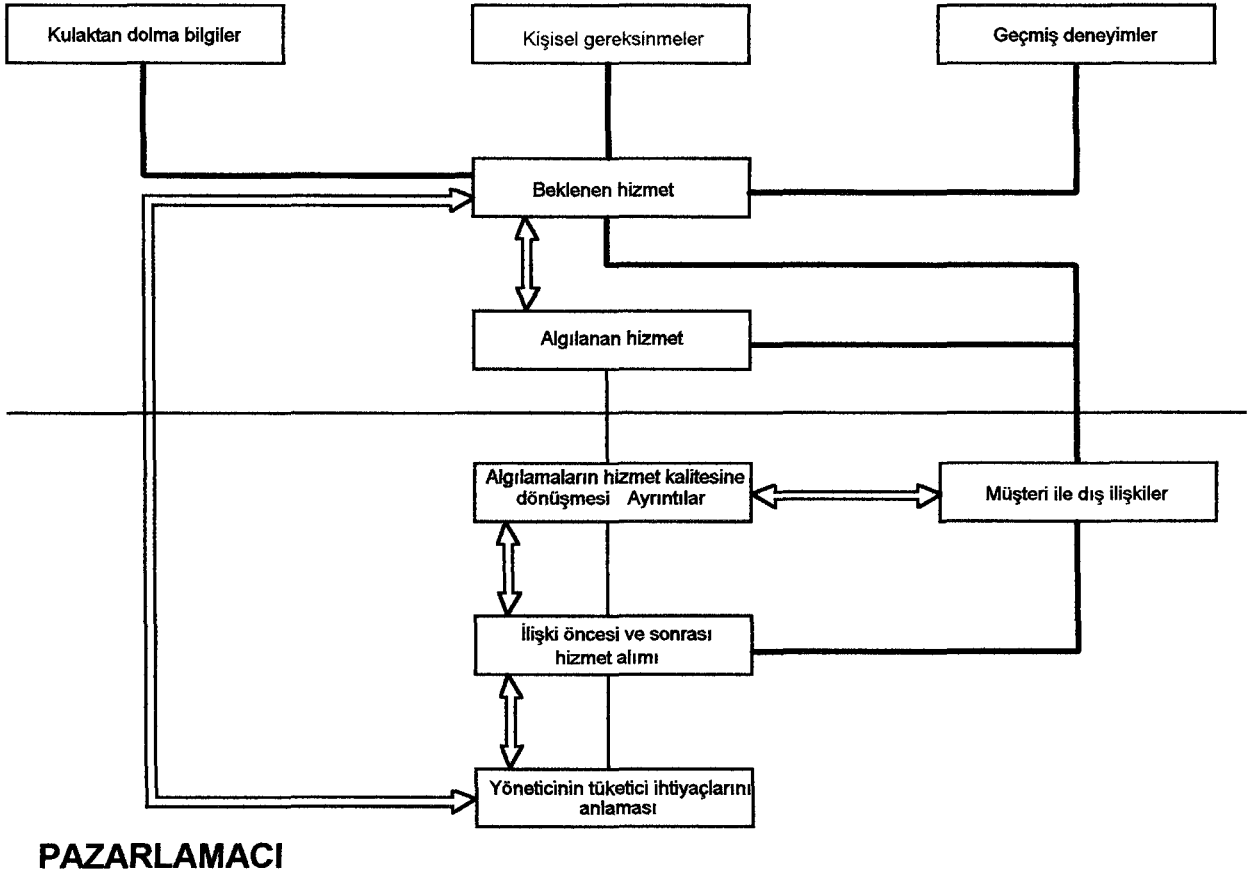 Kulaktan dolma bilgiler
Kişisel gereksinmeler
Geçmiş deneyimler
Beklenen hizmet
Algılanan hizmet
Algılamaların hizmet kalitesine
dönüşmesi Ayrıntılar
Müşteri ile dış ilişkiler
İlişki öncesi ve sonrası
hizmet alımı
Yöneticinin tüketici ihtiyaçlarını
anlaması
PAZARLAMACI